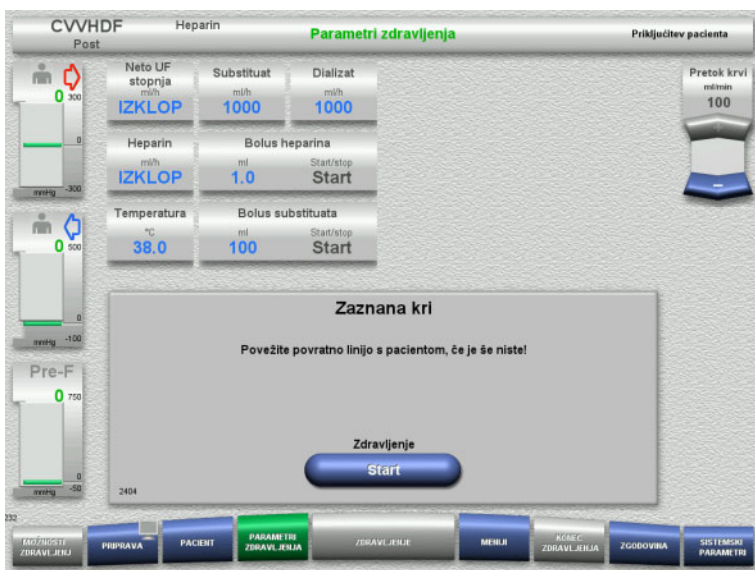 CVVHDF
Post
Heparin
Parametri zdravljenja
Priključitev pacienta
0
300
0
-300
mmHg
Neto UF
stopnja
ml/h
IZKLOP
Substituat
ml/h
1000
Dializat
ml/h
1000
Pretok krvi
ml/min
100
Heparin
ml/h
IZKLOP
Bolus heparina
ml
1.0
Start/stop
Start
Temperatura
°C
38.0
Bolus substituata
ml
100
Start/stop
Start
0
500
0
-100
mmHg
Pre-F
0
750
0
-50
mmHg
Zaznana kri
Povežite povratno linijo s pacientom, če je še niste!
Zdravljenje
Start
2404
232
MOŽNOSTI
ZDRAVLJENJ
PRIPRAVA
PACIENT
PARAMETRI
ZDRAVLJENJA
ZDRAVLJENJE
MENIJI
KONEC
ZDRAVLJENJA
ZGODOVINA
SISTEMSKI
PARAMETRI